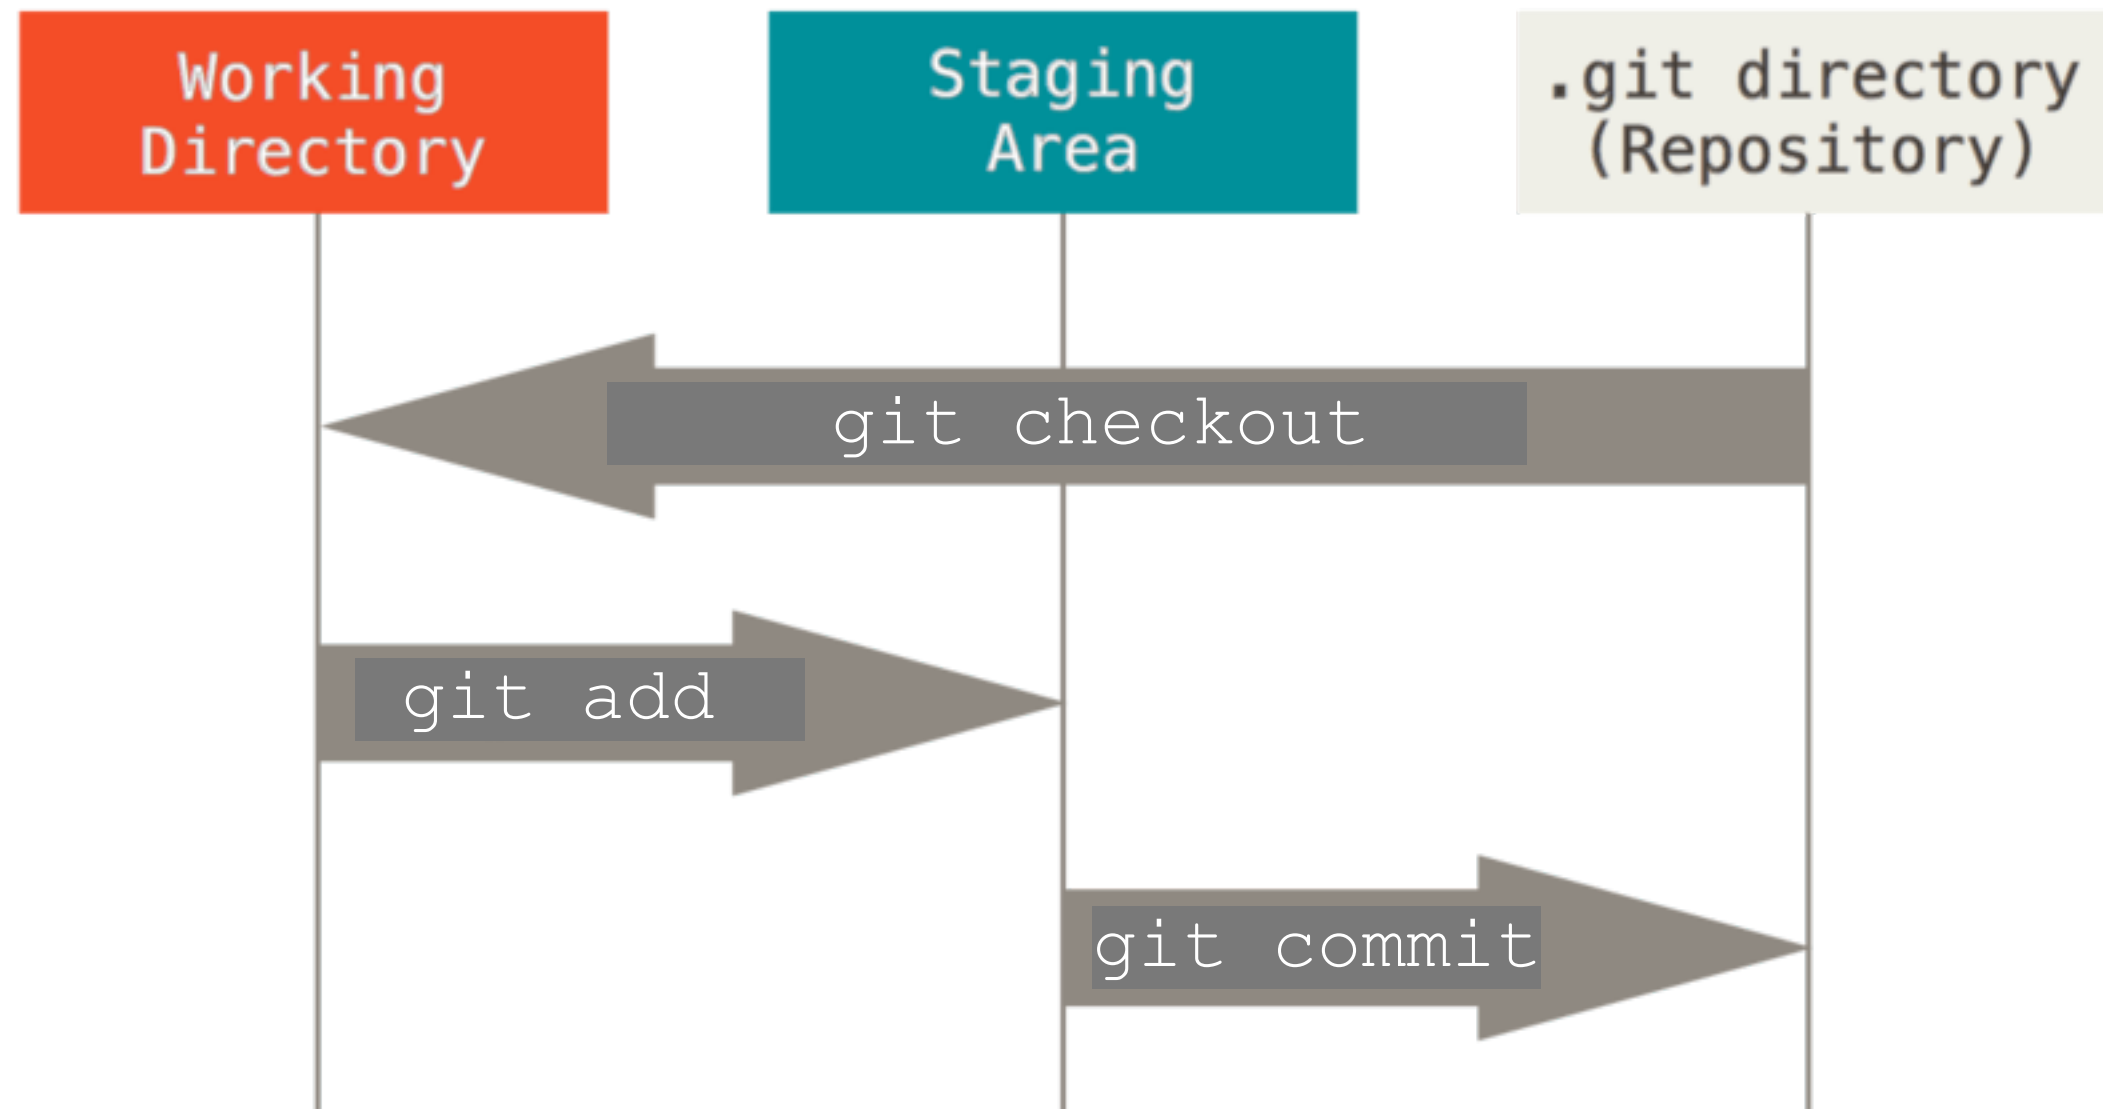 Working
Directory
Staging
Area
.git directory
(Repository)
git checkout
git add
git commit